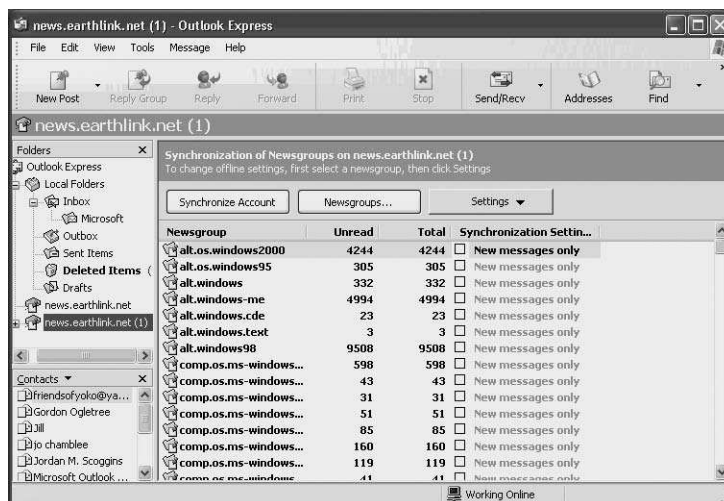 news.earthlink.net (1) - Outlook Express
File Edit View Tools Message Help
New Post Reply Group Reply Forward Print Stop Send/Recv Addresses Find
news.earthlink.net (1)
Folders
Outlook Express
Local Folders
Inbox
Microsoft
Outbox
Sent Items
Deleted Items (
Drafts
news.earthlink.net
news.earthlink.net (1)
Contacts
friendsofyoko@ya...
Gordon Ogletree
Jill
jo chamblee
Jordan M. Scoggins
Microsoft Outlook ...
Synchronization of Newsgroups on news.earthlink.net (1)
To change offline settings, first select a newsgroup, then click Settings
Synchronize Account Newsgroups... Settings
Newsgroup Unread Total Synchronization Settin...
alt.os.windows2000 4244 4244 New messages only
alt.os.windows95 305 305 New messages only
alt.windows 332 332 New messages only
alt.windows-me 4994 4994 New messages only
alt.windows.cde 23 23 New messages only
alt.windows.text 3 3 New messages only
alt.windows98 9508 9508 New messages only
comp.os.ms-windows... 598 598 New messages only
comp.os.ms-windows... 43 43 New messages only
comp.os.ms-windows... 31 31 New messages only
comp.os.ms-windows... 51 51 New messages only
comp.os.ms-windows... 85 85 New messages only
comp.os.ms-windows... 160 160 New messages only
comp.os.ms-windows... 119 119 New messages only
comp.os.ms-windows... 41 41 New messages only
Working Online